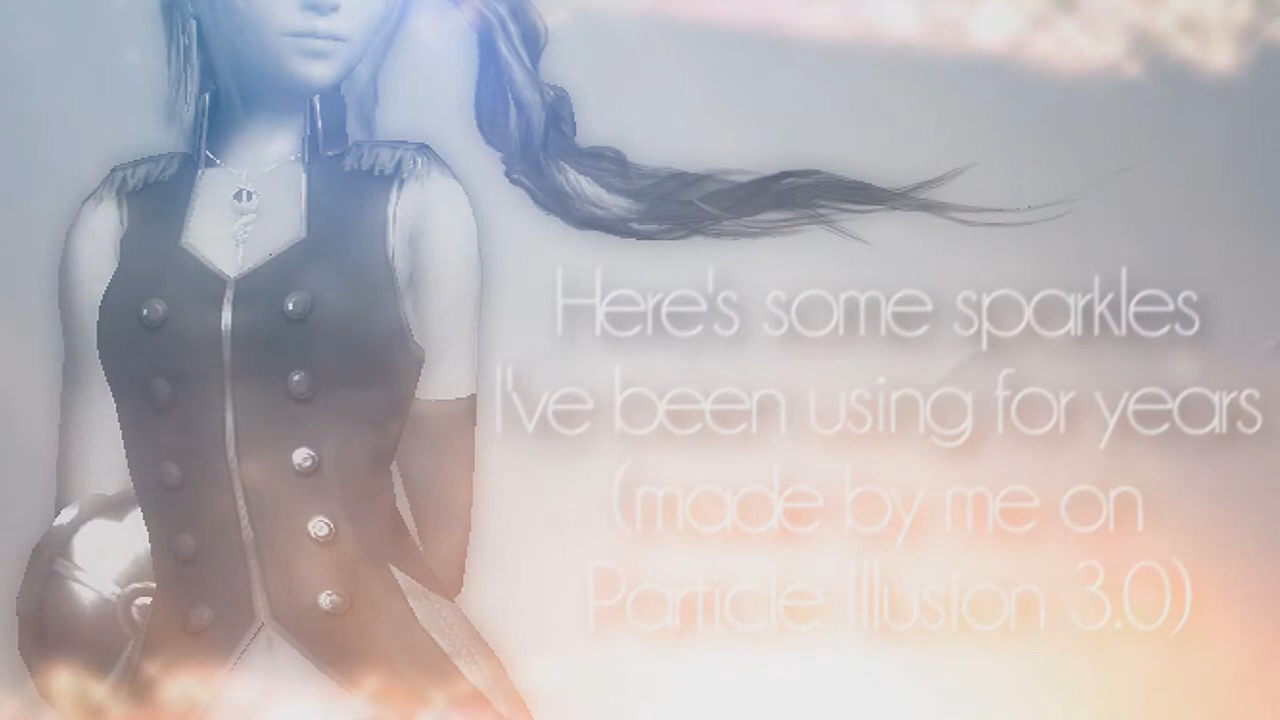 Here's some sparkles
I've been using for years
(made by me on
Particle Illusion 3.0)